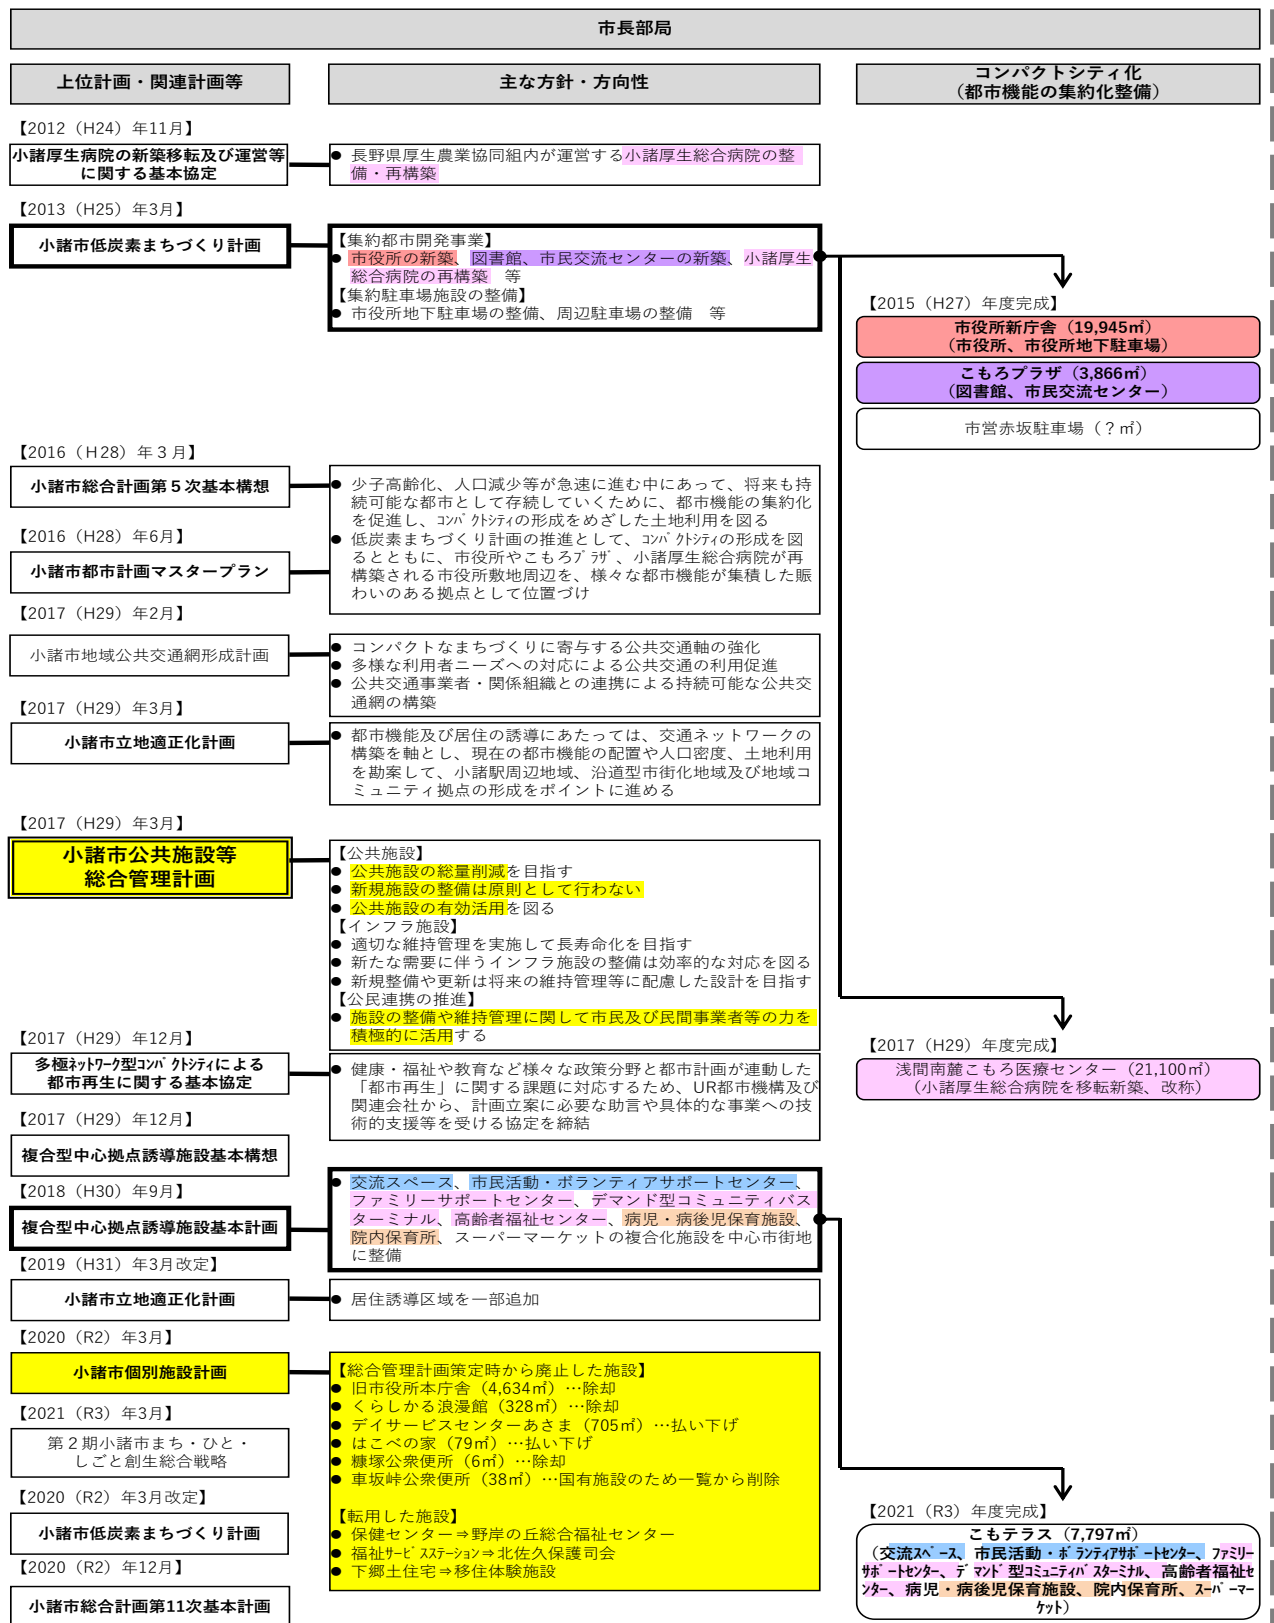 市長部局
上位計画・関連計画等
主な方針・方向性
コンパクトシティ化
（都市機能の集約化整備）
【2012（H24）年11月】
小諸厚生病院の新築移転及び運営等
に関する基本協定
● 長野県厚生農業協同組内が運営する小諸厚生総合病院の整
備・再構築
【2013（H25）年3月】
小諸市低炭素まちづくり計画
【集約都市開発事業】
● 市役所の新築、図書館、市民交流センターの新築、小諸厚生
総合病院の再構築　等
【集約駐車場施設の整備】
● 市役所地下駐車場の整備、周辺駐車場の整備　等
【2015（H27）年度完成】
市役所新庁舎（19,945㎡）
（市役所、市役所地下駐車場）
こもろプラザ（3,866㎡）
（図書館、市民交流センター）
市営赤坂駐車場（？㎡）
【2016（H28）年３月】
小諸市総合計画第５次基本構想
● 少子高齢化、人口減少等が急速に進む中にあって、将来も持
続可能な都市として存続していくために、都市機能の集約化
を促進し、ｺﾝﾊﾟｸﾄｼﾃｨの形成をめざした土地利用を図る
● 低炭素まちづくり計画の推進として、ｺﾝﾊﾟｸﾄｼﾃｨの形成を図
るとともに、市役所やこもろﾌﾟﾗｻﾞ、小諸厚生総合病院が再
構築される市役所敷地周辺を、様々な都市機能が集積した賑
わいのある拠点として位置づけ
【2016（H28）年6月】
小諸市都市計画マスタープラン
【2017（H29）年2月】
小諸市地域公共交通網形成計画
● コンパクトなまちづくりに寄与する公共交通軸の強化
● 多様な利用者ニーズへの対応による公共交通の利用促進
● 公共交通事業者・関係組織との連携による持続可能な公共交
通網の構築
【2017（H29）年3月】
小諸市立地適正化計画
● 都市機能及び居住の誘導にあたっては、交通ネットワークの
構築を軸とし、現在の都市機能の配置や人口密度、土地利用
を勘案して、小諸駅周辺地域、沿道型市街化地域及び地域コ
ミュニティ拠点の形成をポイントに進める
【2017（H29）年3月】
小諸市公共施設等
総合管理計画
【公共施設】
● 公共施設の総量削減を目指す
● 新規施設の整備は原則として行わない
● 公共施設の有効活用を図る
【インフラ施設】
● 適切な維持管理を実施して長寿命化を目指す
● 新たな需要に伴うインフラ施設の整備は効率的な対応を図る
● 新規整備や更新は将来の維持管理等に配慮した設計を目指す
【公民連携の推進】
● 施設の整備や維持管理に関して市民及び民間事業者等の力を
積極的に活用する
【2017（H29）年度完成】
浅間南麓こもろ医療センター（21,100㎡）
（小諸厚生総合病院を移転新築、改称）
【2017（H29）年12月】
多極ﾈｯﾄﾜｰｸ型ｺﾝﾊﾟｸﾄｼﾃｨによる
都市再生に関する基本協定
● 健康・福祉や教育など様々な政策分野と都市計画が連動した
「都市再生」に関する課題に対応するため、UR都市機構及び
関連会社から、計画立案に必要な助言や具体的な事業への技
術的支援等を受ける協定を締結
【2017（H29）年12月】
複合型中心拠点誘導施設基本構想
【2018（H30）年9月】
複合型中心拠点誘導施設基本計画
● 交流スペース、市民活動・ボランティアサポートセンター、
ファミリーサポートセンター、デマンド型コミュニティバス
ターミナル、高齢者福祉センター、病児・病後児保育施設、
院内保育所、スーパーマーケットの複合化施設を中心市街地
に整備
【2019（H31）年3月改定】
小諸市立地適正化計画
● 居住誘導区域を一部追加
【2020（R2）年3月】
小諸市個別施設計画
【総合管理計画策定時から廃止した施設】
● 旧市役所本庁舎（4,634㎡）…除却
● くらしかる浪漫館（328㎡）…除却
● デイサービスセンターあさま（705㎡）…払い下げ
● はこべの家（79㎡）…払い下げ
● 糠塚公衆便所（6㎡）…除却
● 車坂峠公衆便所（38㎡）…国有施設のため一覧から削除
【転用した施設】
● 保健センター⇒野岸の丘総合福祉センター
● 福祉ｻｰﾋﾞｽｽﾃｰｼｮﾝ⇒北佐久保護司会
● 下郷土住宅⇒移住体験施設
【2021（R3）年3月】
第２期小諸市まち・ひと・
しごと創生総合戦略
【2020（R2）年3月改定】
小諸市低炭素まちづくり計画
【2020（R2）年12月】
小諸市総合計画第11次基本計画
【2021（R3）年度完成】
こもテラス（7,797㎡）
（交流ｽﾍﾟｰｽ、市民活動・ﾎﾞﾗﾝﾃｨｱｻﾎﾟｰﾄｾﾝﾀｰ、ﾌｧﾐﾘｰ
ｻﾎﾟｰﾄｾﾝﾀｰ、ﾃﾞﾏﾝﾄﾞ型ｺﾐｭﾆﾃｨﾊﾞｽﾀｰﾐﾅﾙ、高齢者福祉ｾ
ﾝﾀｰ、病児・病後児保育施設、院内保育所、ｽｰﾊﾟｰﾏｰ
ｹｯﾄ）